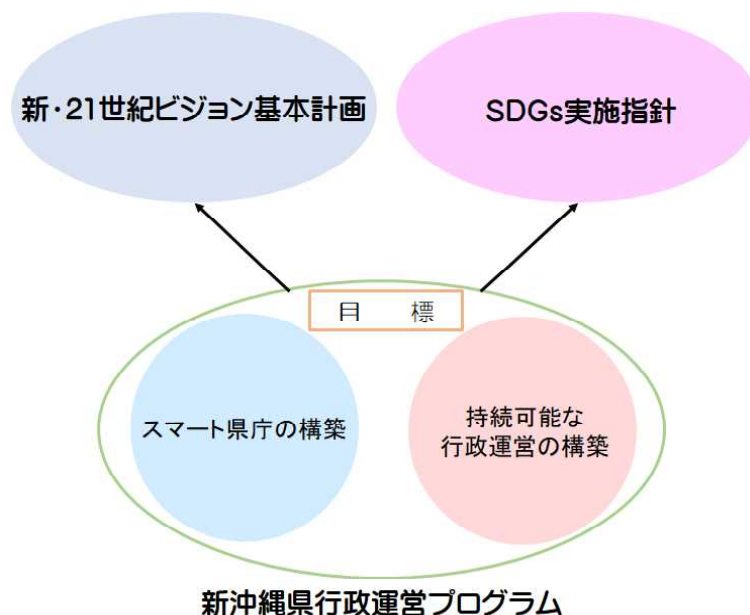 新・21世紀ビジョン基本計画
SDGs実施指針
目　標
スマート県庁の構築
持続可能な
行政運営の構築
新沖縄県行政運営プログラム